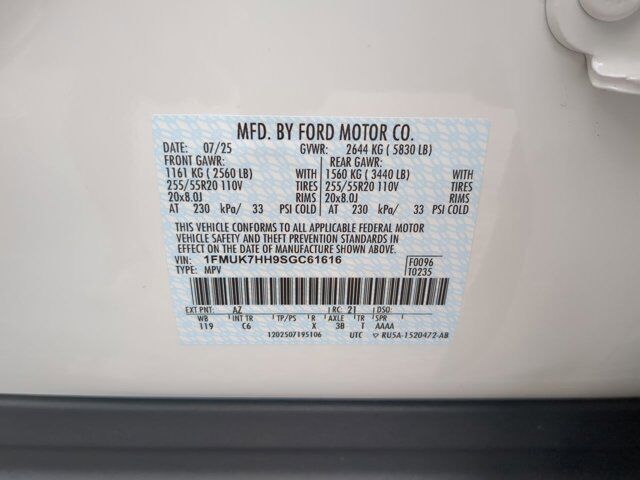 MFD. BY FORD MOTOR CO.
DATE: 07/25 GVWR: 2644 KG ( 5830 LB)
FRONT GAWR: REAR GAWR:
1161 KG ( 2560 LB) WITH 1560 KG ( 3440 LB) WITH
255/55R20 110V TIRES 255/55R20 110V TIRES
20x8.0J RIMS 20x8.0J RIMS
AT 230 kPa/ 33 PSI COLD AT 230 kPa/ 33 PSI COLD
THIS VEHICLE CONFORMS TO ALL APPLICABLE FEDERAL MOTOR
VEHICLE SAFETY AND THEFT PREVENTION STANDARDS IN
EFFECT ON THE DATE OF MANUFACTURE SHOWN ABOVE.
VIN: 1FMUK7HH9SGC61616 F0096
TYPE: MPV T0235
EXT PNT: AZ RC: 21 DSO:
WB INT TR TP/PS R AXLE TR SPR
119 C6 X 3B T AAAA
1202507195106 UTC ▽ RU5A-1520472-AB